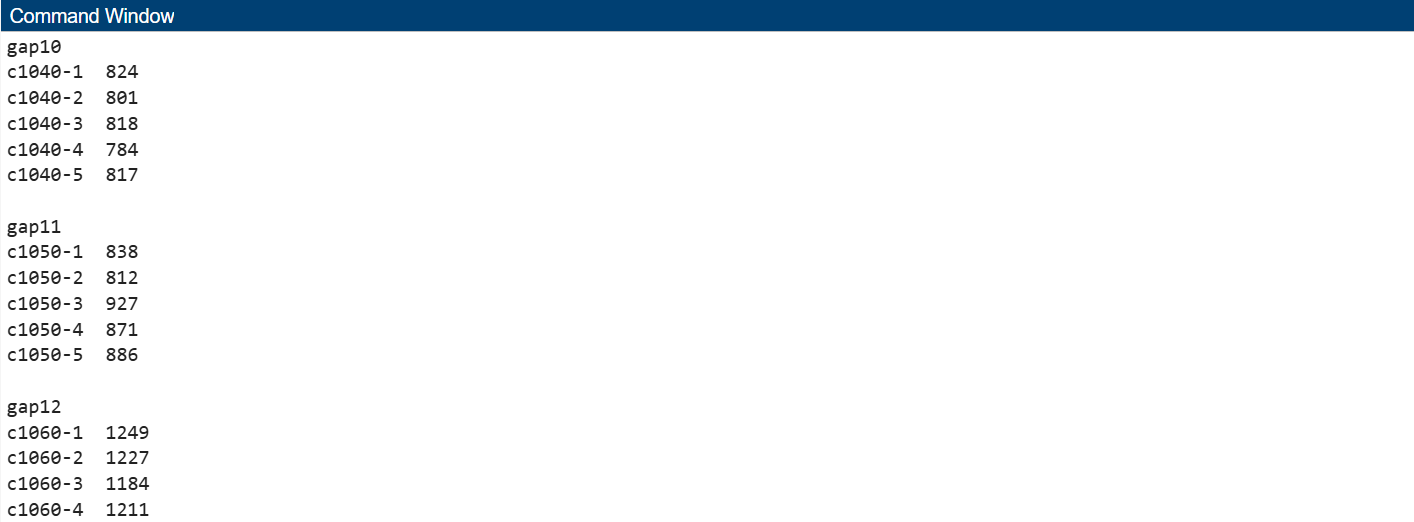 Command Window
gap10
c1040-1  824
c1040-2  801
c1040-3  818
c1040-4  784
c1040-5  817

gap11
c1050-1  838
c1050-2  812
c1050-3  927
c1050-4  871
c1050-5  886

gap12
c1060-1  1249
c1060-2  1227
c1060-3  1184
c1060-4  1211